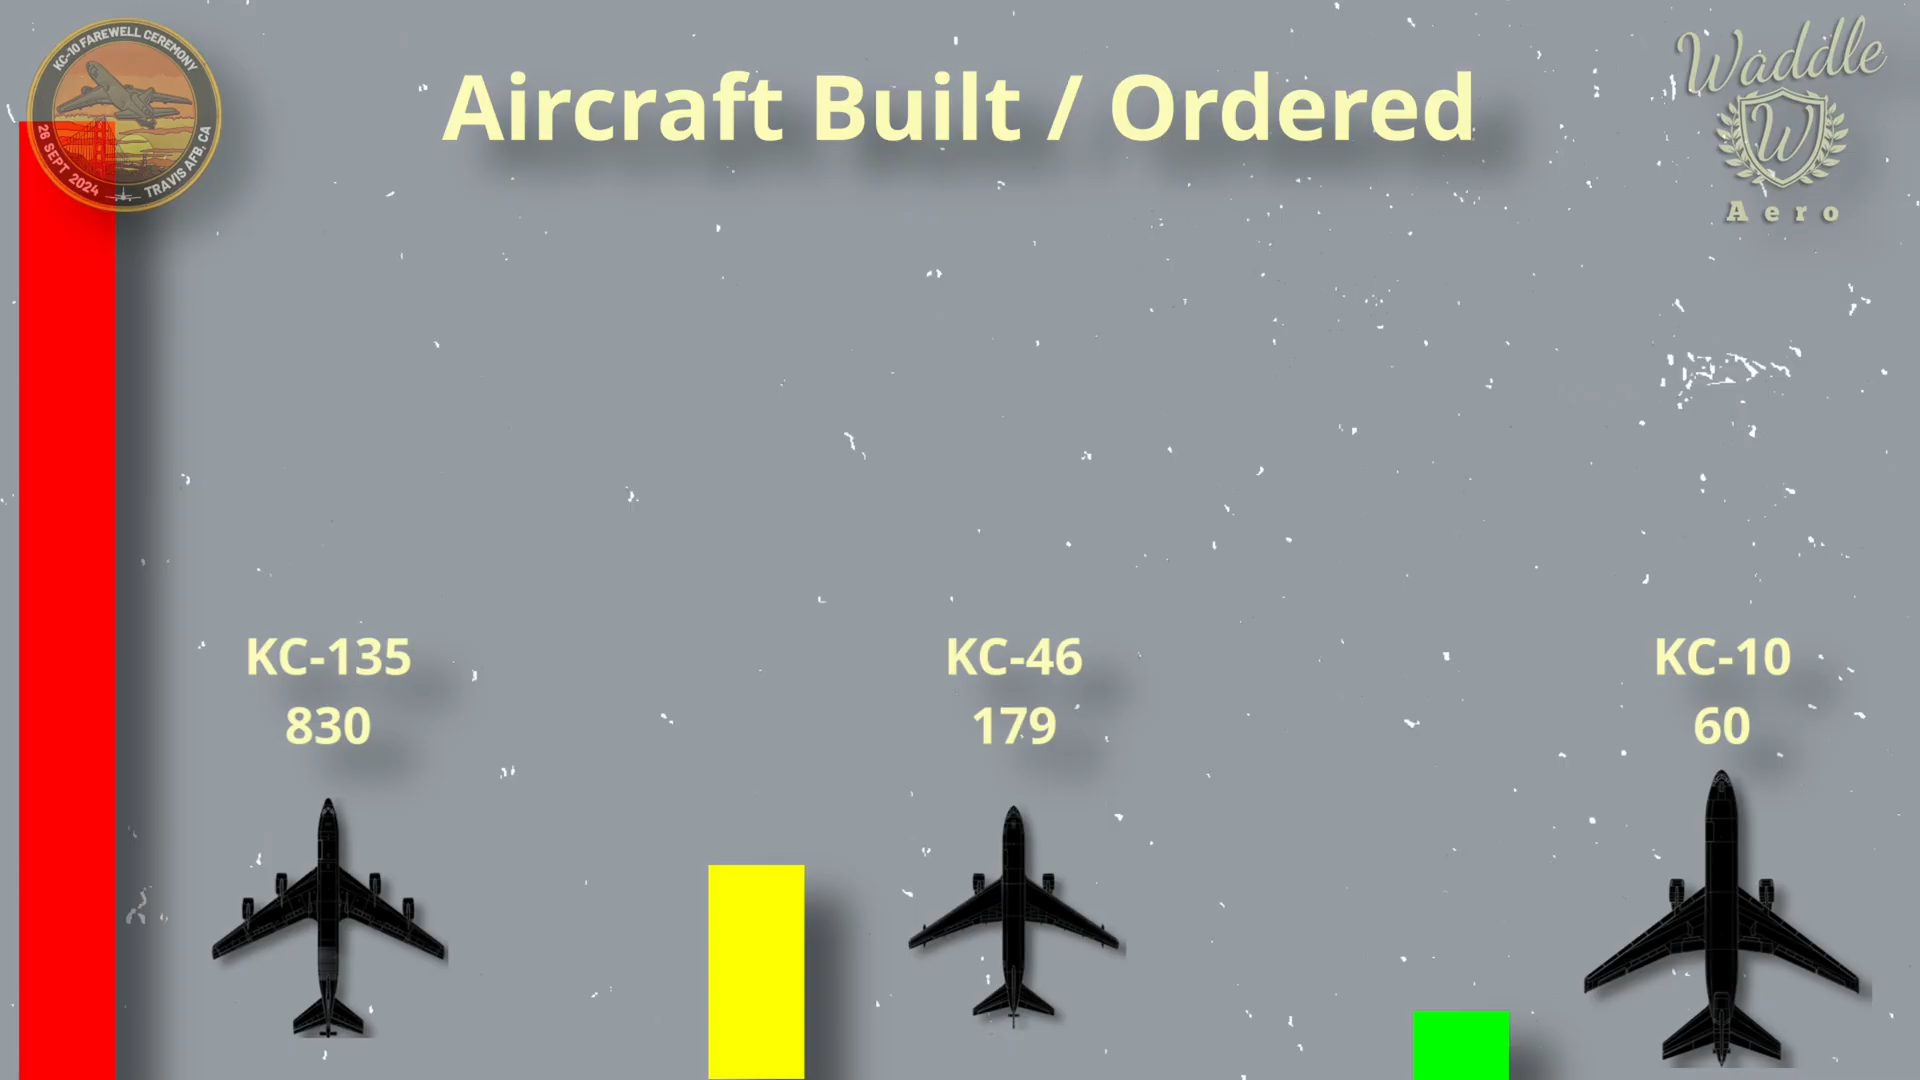 KC-10 FAREWELL CEREMONY
26 SEPT 2024
TRAVIS AFB, CA
Aircraft Built / Ordered
Waddle
W
Aero
KC-135
830
KC-46
179
KC-10
60